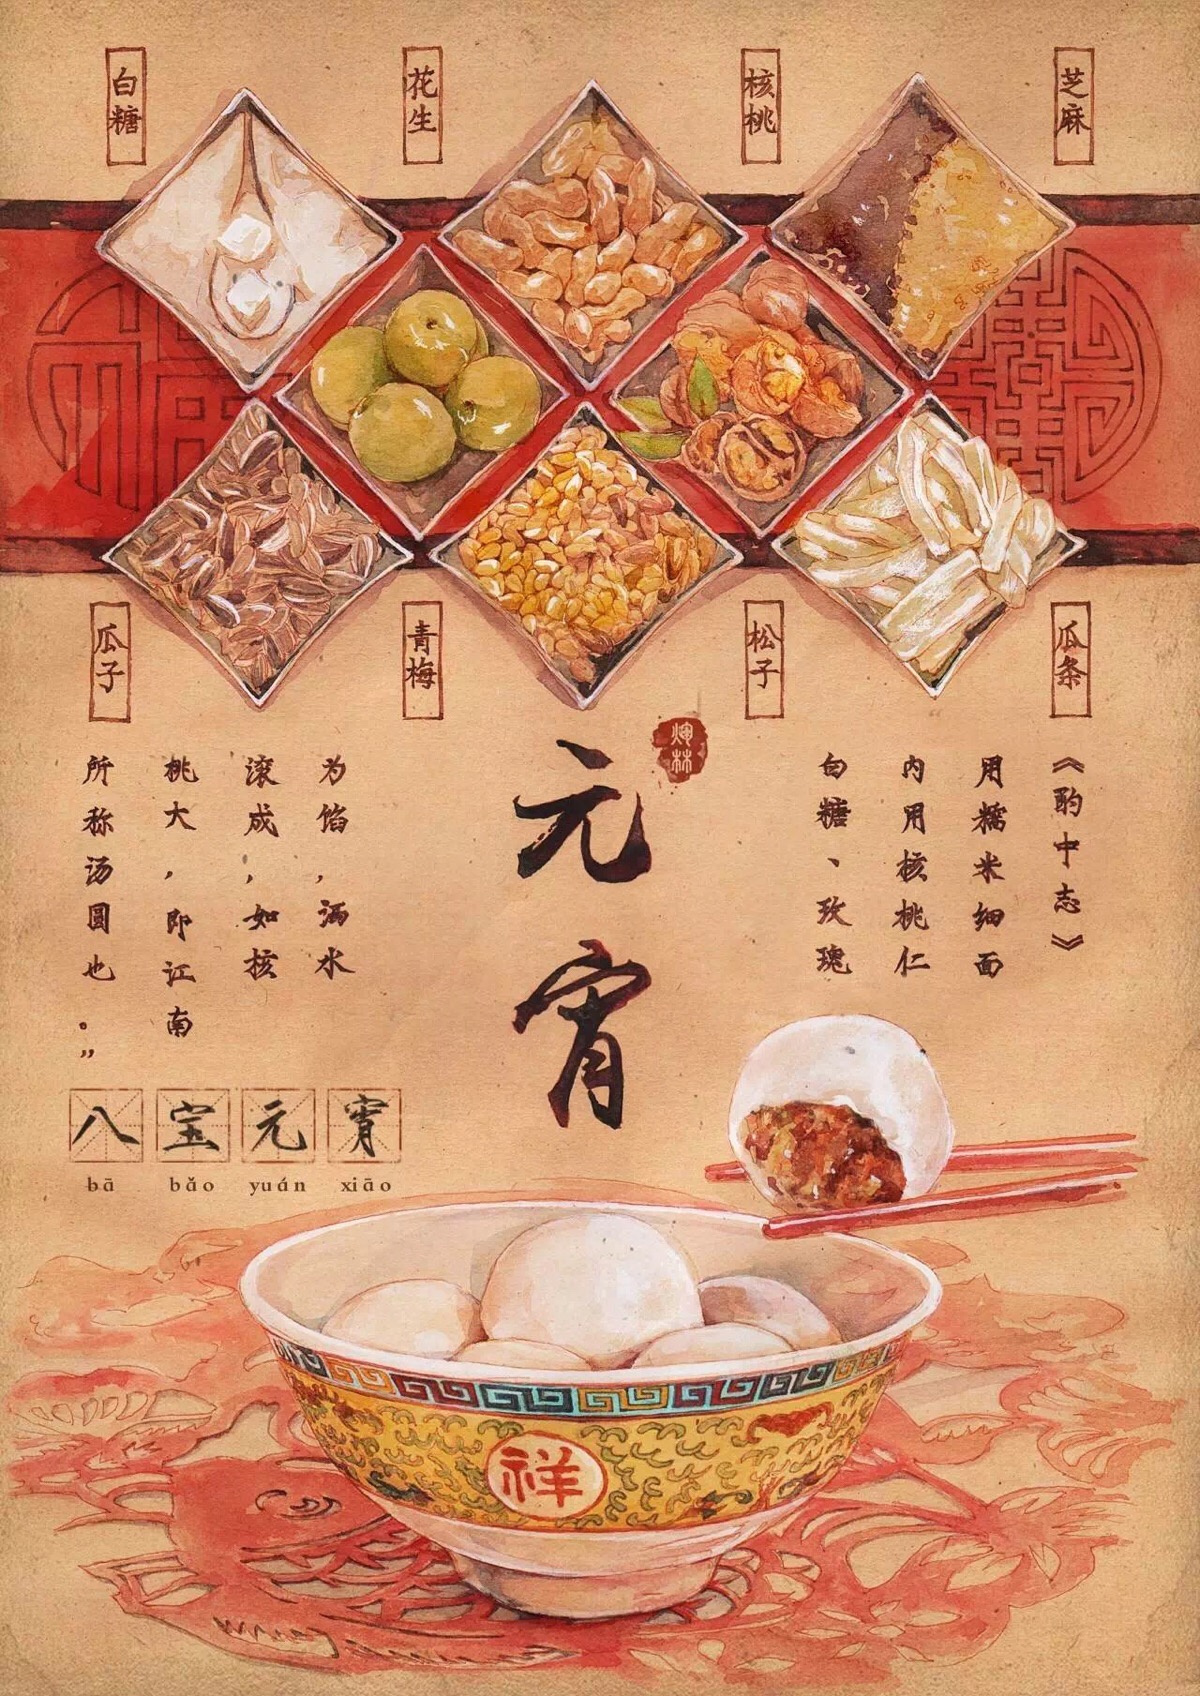 白糖
花生
核桃
芝麻
瓜子
青梅
松子
瓜条
元宵
《酌中志》
用糯米细面
内用核桃仁
白糖、玫瑰
为馅，洒水
滚成，如核
桃大，即江南
所称汤圆也。”
八宝元宵
bā bǎo yuán xiāo
祥